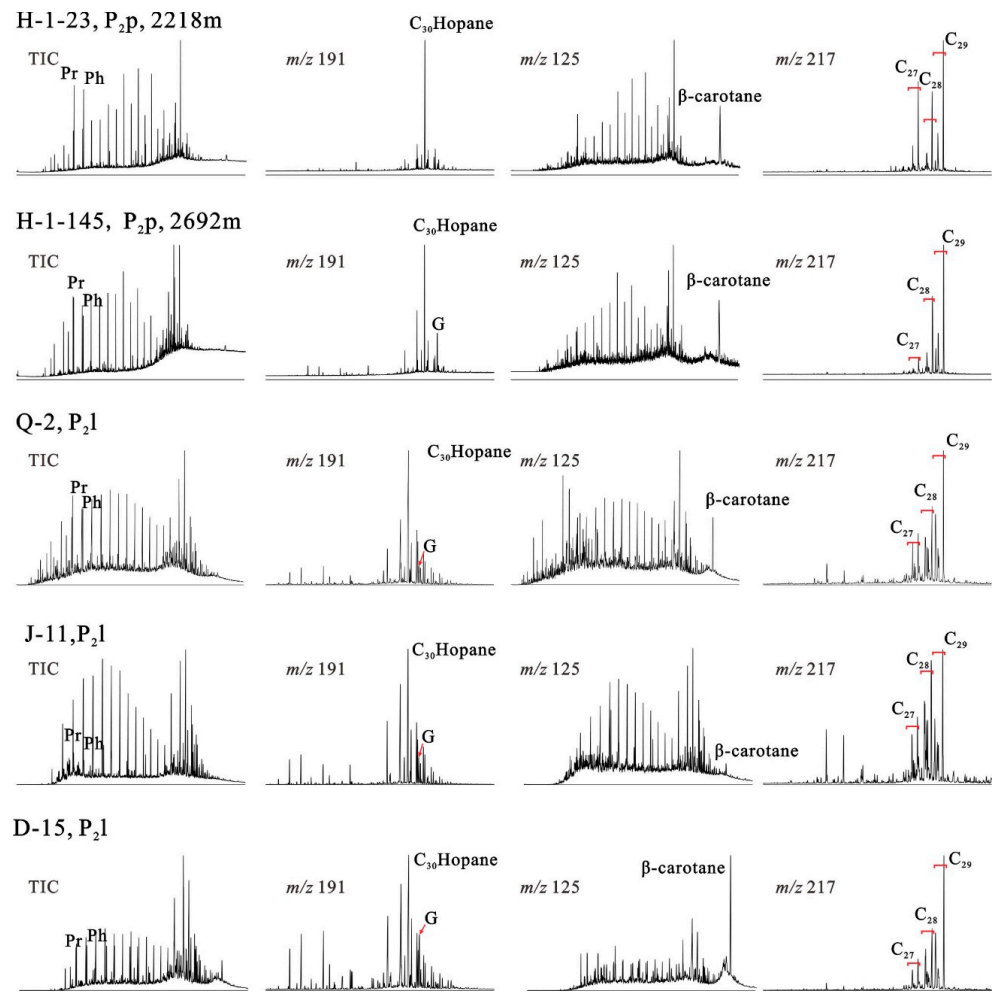 H-1-23, P₂p, 2218m
TIC
Pr
Ph
m/z 191
C₃₀Hopane
m/z 125
β-carotane
m/z 217
C₂₇
C₂₈
C₂₉
H-1-145, P₂p, 2692m
TIC
Pr
Ph
m/z 191
C₃₀Hopane
G
m/z 125
β-carotane
m/z 217
C₂₇
C₂₈
C₂₉
Q-2, P₂l
TIC
Pr
Ph
m/z 191
C₃₀Hopane
G
m/z 125
β-carotane
m/z 217
C₂₇
C₂₈
C₂₉
J-11,P₂l
TIC
Pr
Ph
m/z 191
C₃₀Hopane
G
m/z 125
β-carotane
m/z 217
C₂₇
C₂₈
C₂₉
D-15, P₂l
TIC
Pr
Ph
m/z 191
C₃₀Hopane
G
m/z 125
β-carotane
m/z 217
C₂₇
C₂₈
C₂₉